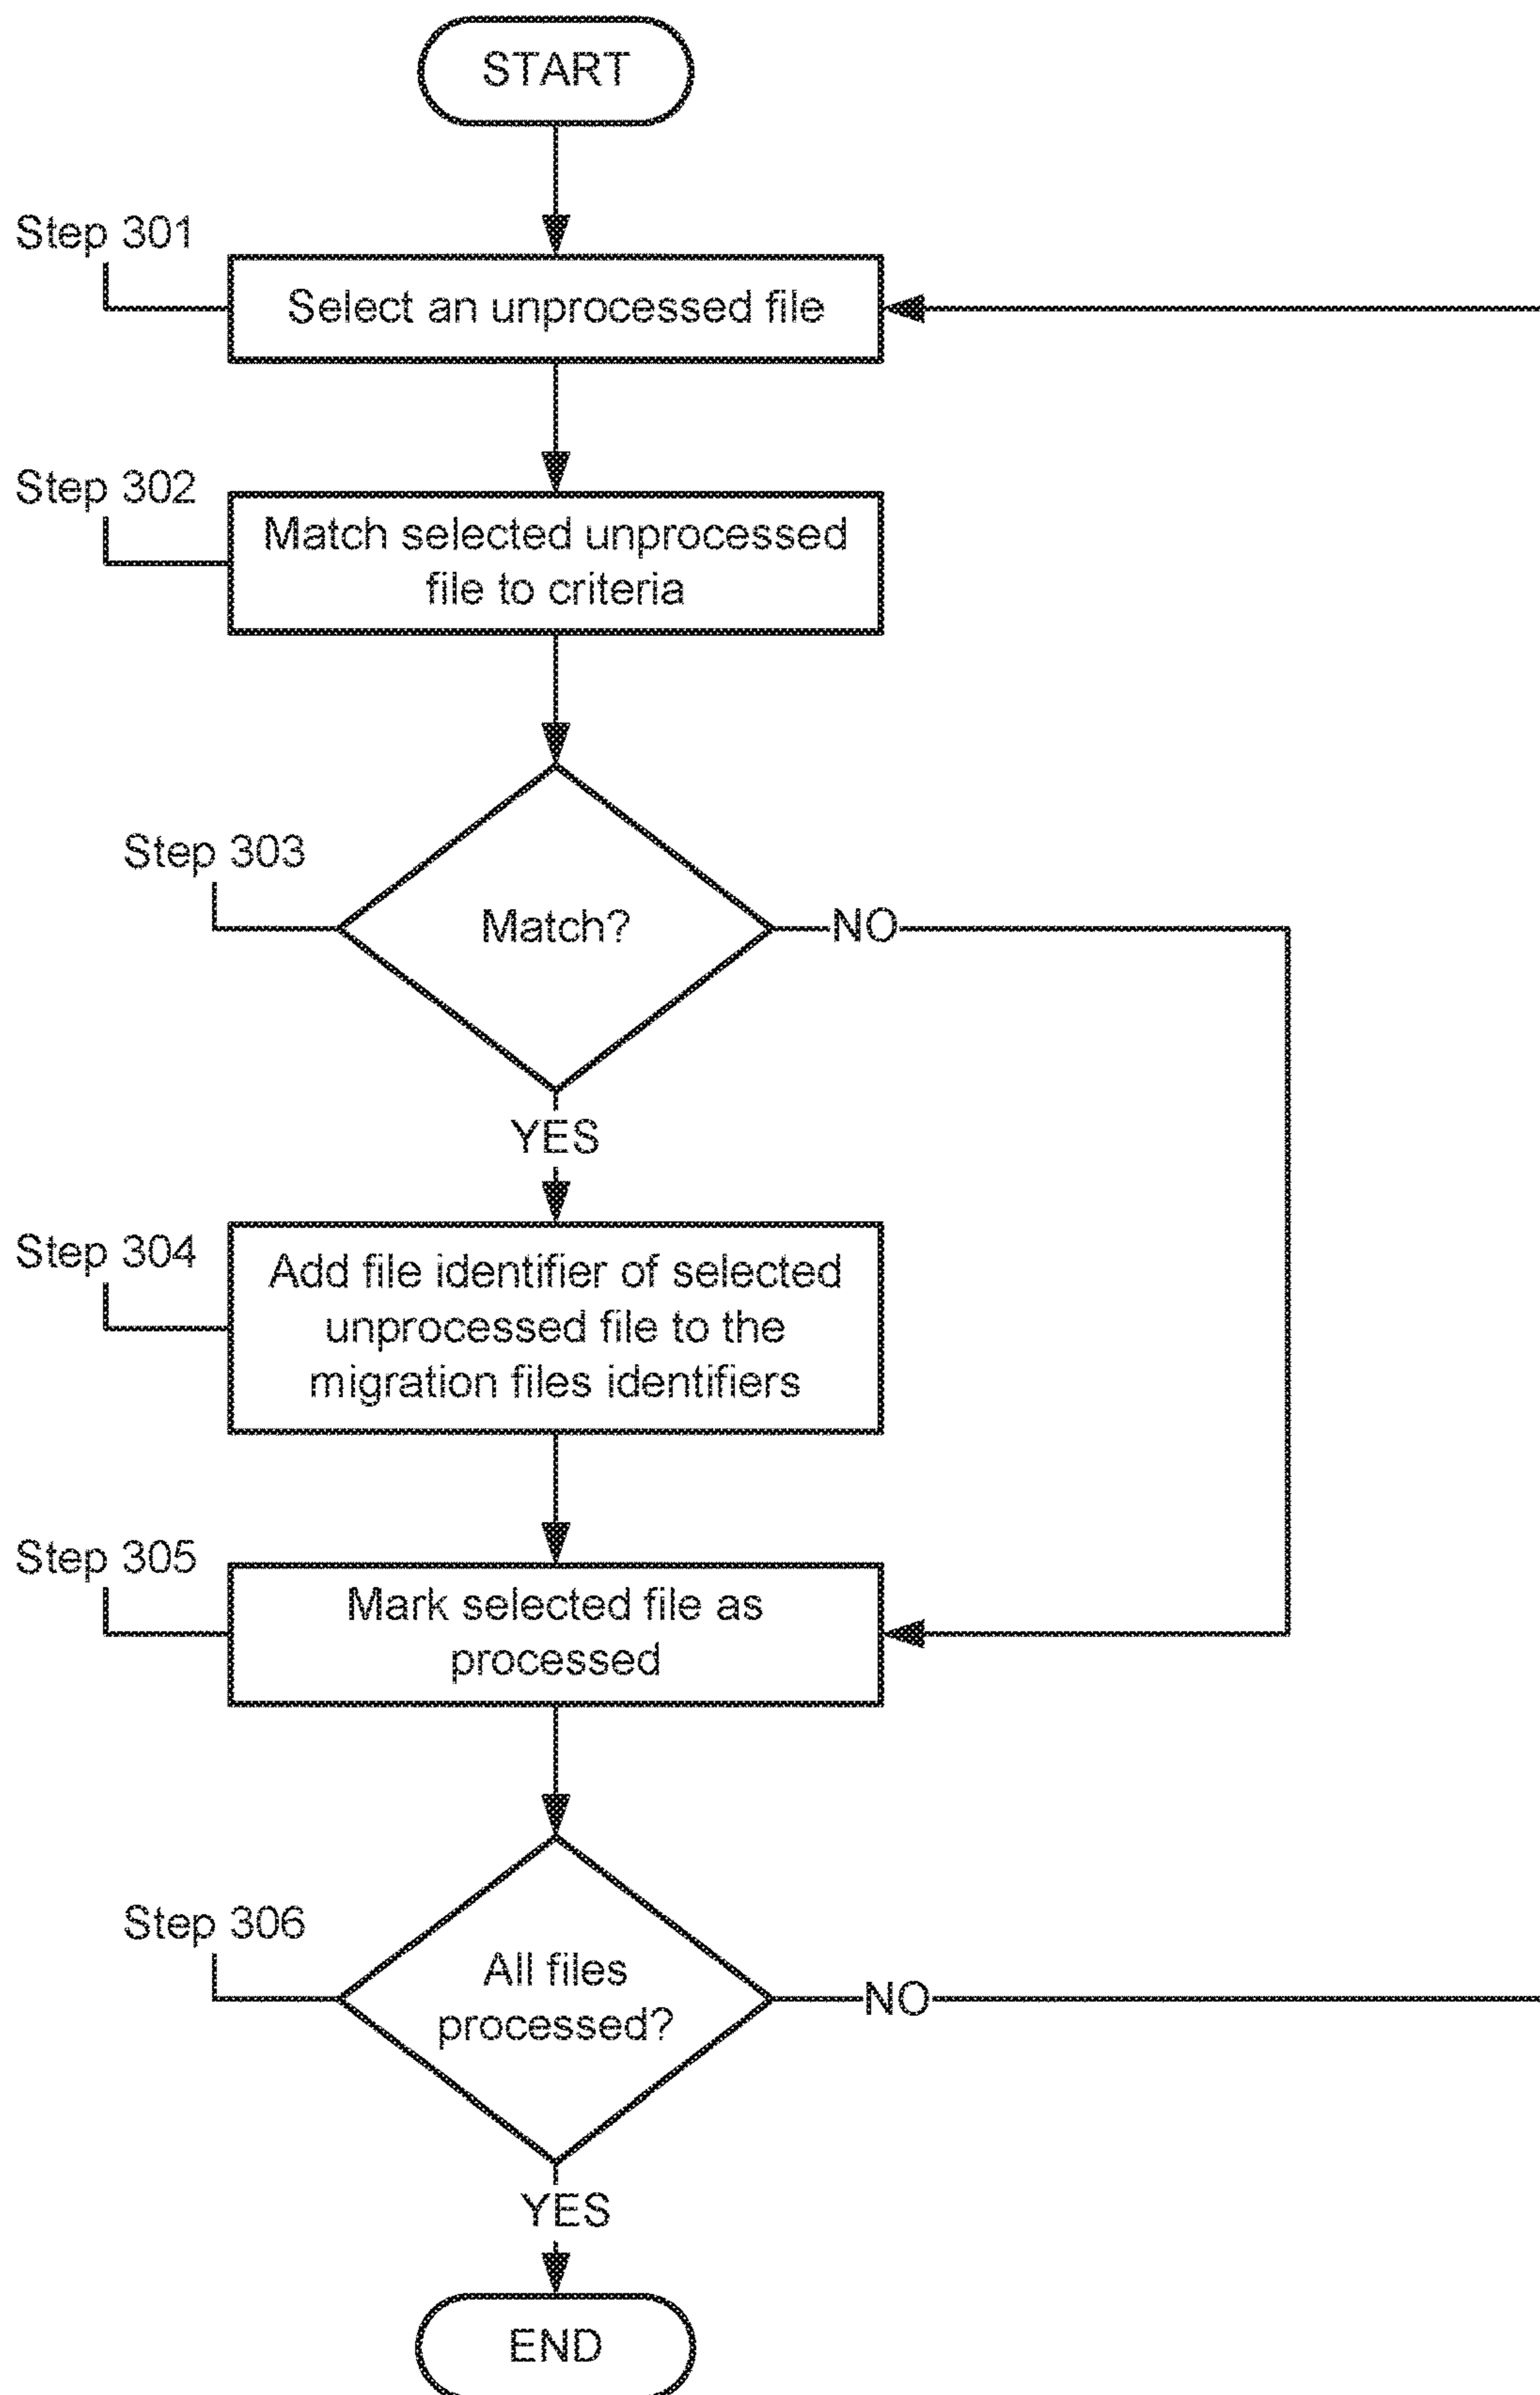 START
Step 301
Select an unprocessed file
Step 302
Match selected unprocessed
file to criteria
Step 303
Match?
NO
YES
Step 304
Add file identifier of selected
unprocessed file to the
migration files identifiers
Step 305
Mark selected file as
processed
Step 306
All files
processed?
NO
YES
END